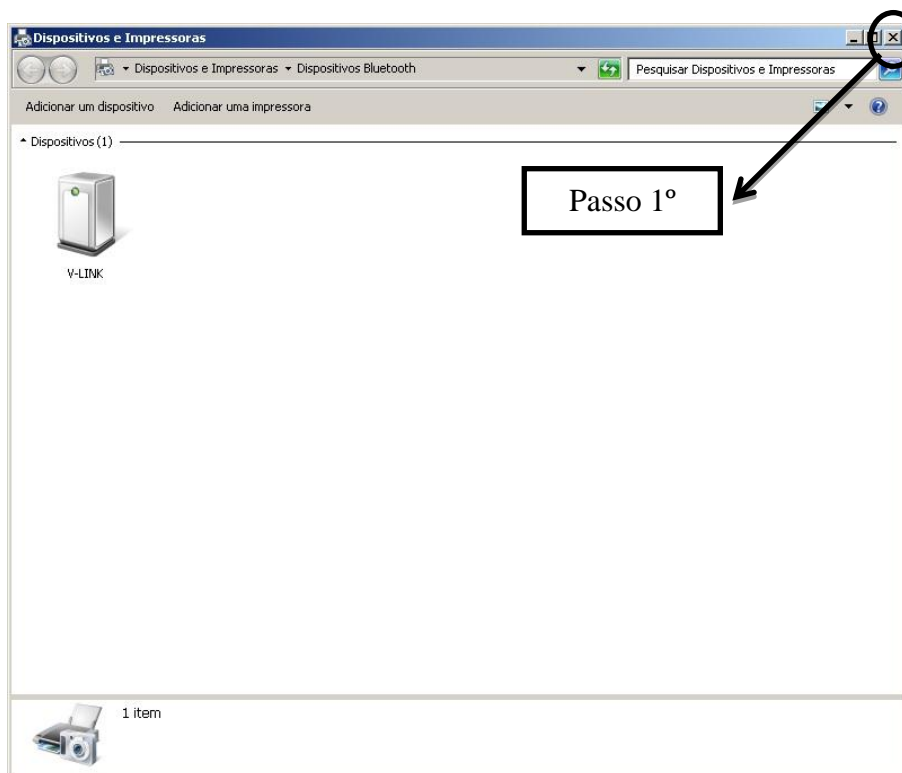 Dispositivos e Impressoras
Dispositivos e Impressoras Dispositivos Bluetooth Pesquisar Dispositivos e Impressoras
Adicionar um dispositivo Adicionar uma impressora
Dispositivos (1)
Passo 1º
V-LINK
1 item